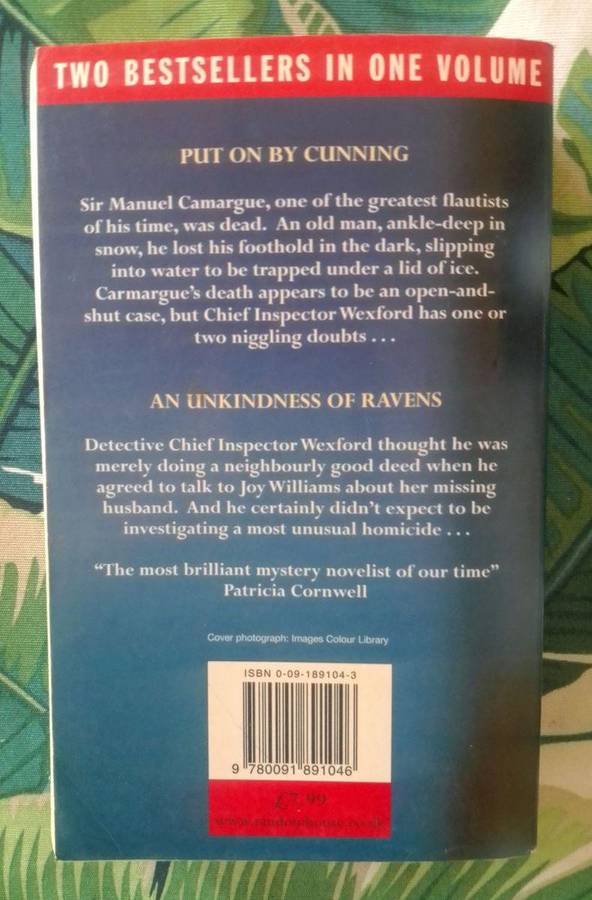 TWO BESTSELLERS IN ONE VOLUME
PUT ON BY CUNNING
Sir Manuel Camargue, one of the greatest flautists
of his time, was dead. An old man, ankle-deep in
snow, he lost his foothold in the dark, slipping
into water to be trapped under a lid of ice.
Carmargue's death appears to be an open-and-
shut case, but Chief Inspector Wexford has one or
two niggling doubts . . .
AN UNKINDNESS OF RAVENS
Detective Chief Inspector Wexford thought he was
merely doing a neighbourly good deed when he
agreed to talk to Joy Williams about her missing
husband. And he certainly didn't expect to be
investigating a most unusual homicide . . .
"The most brilliant mystery novelist of our time"
Patricia Cornwell
Cover photograph: Images Colour Library
ISBN 0-09-189104-3
9 780091 891046
£7.99
www.randomhouse.co.uk